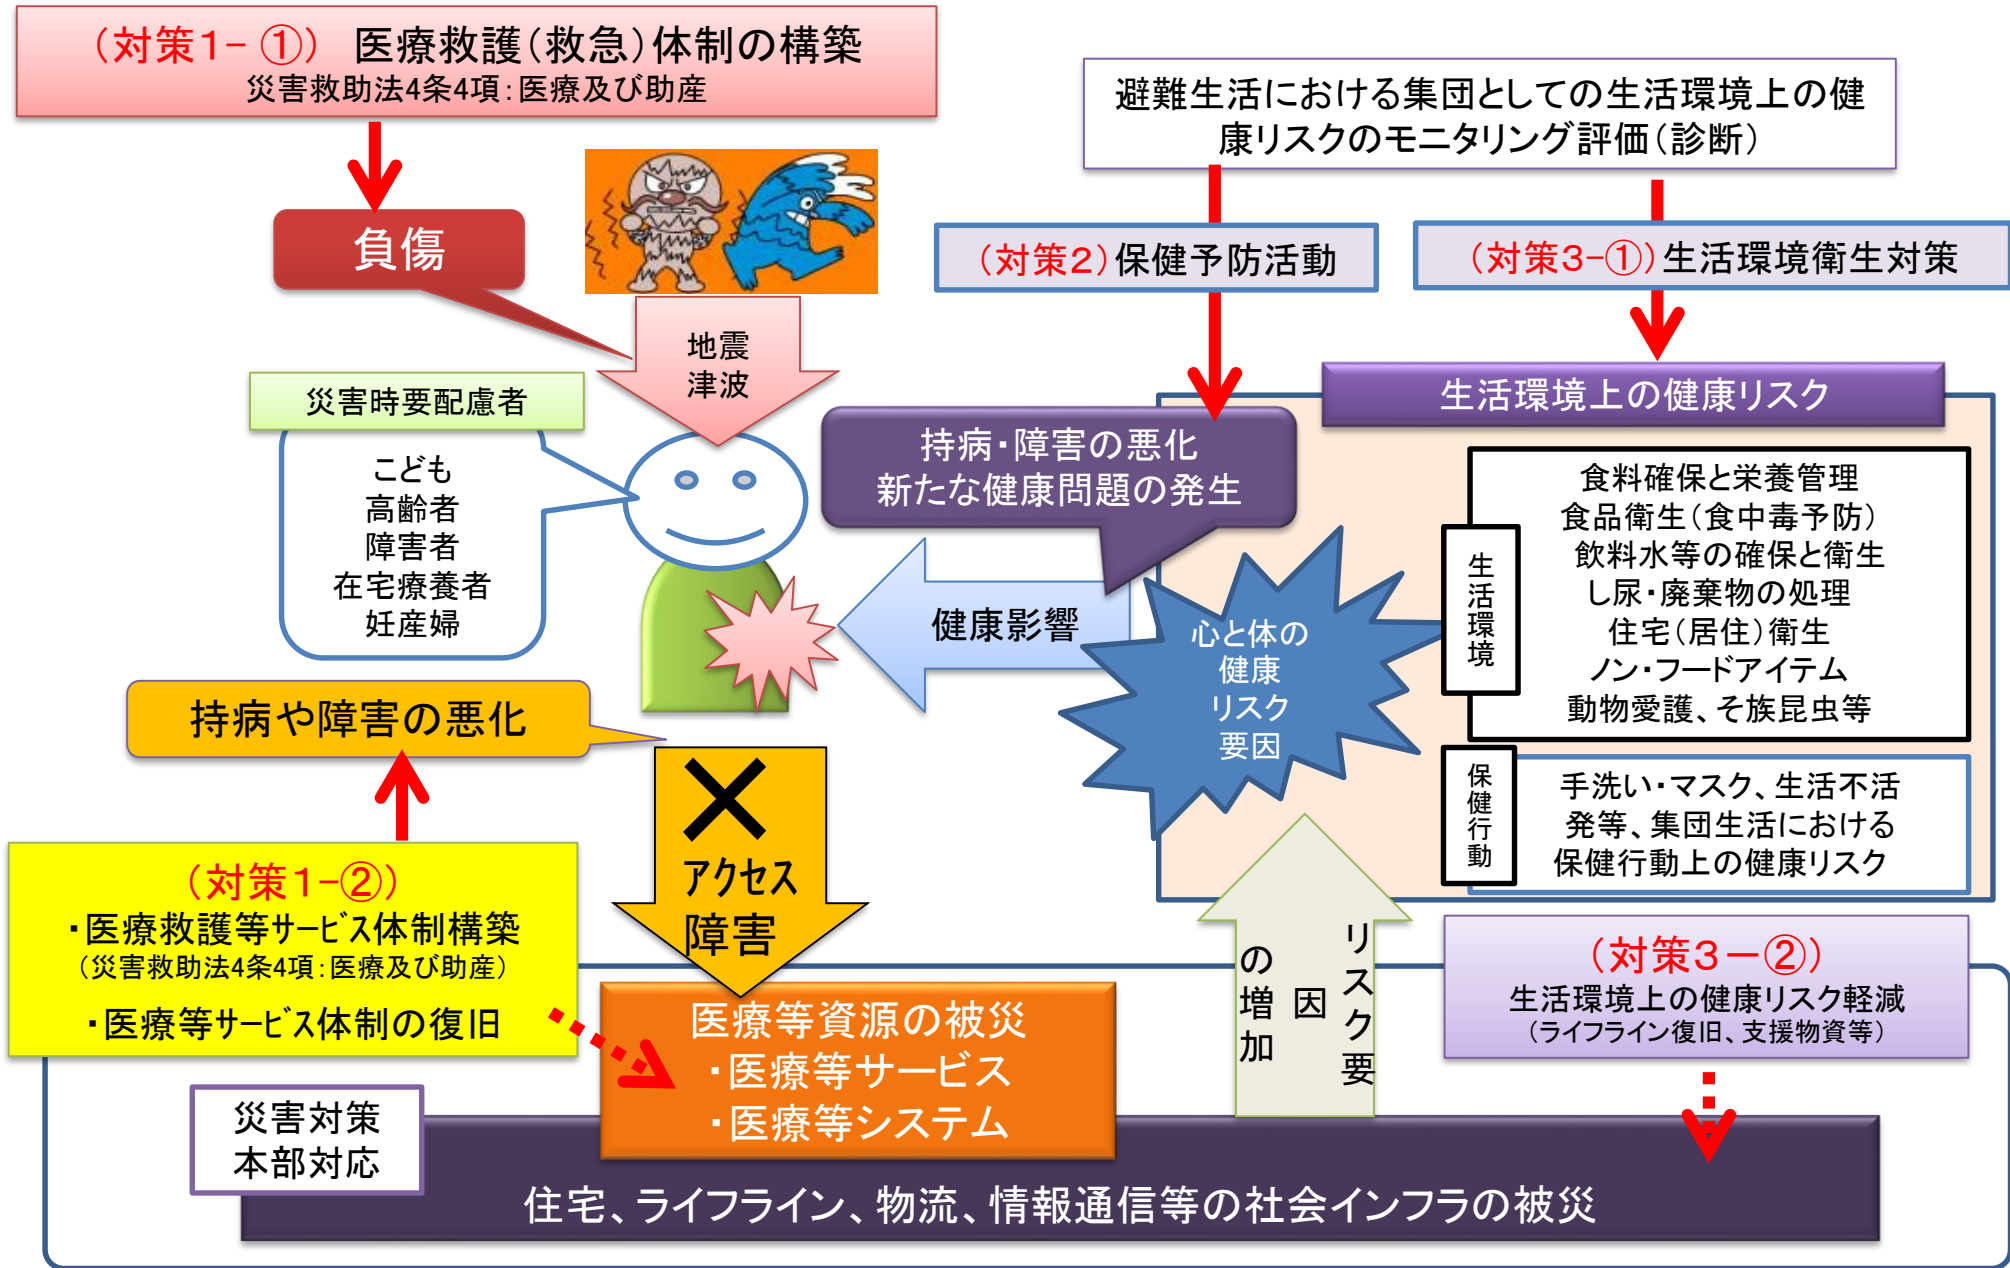 （対策１- ①） 医療救護（救急）体制の構築
災害救助法4条4項：医療及び助産
避難生活における集団としての生活環境上の健
康リスクのモニタリング評価（診断）
負傷
（対策２）保健予防活動
（対策３-①）生活環境衛生対策
地震
津波
災害時要配慮者
こども
高齢者
障害者
在宅療養者
妊産婦
持病・障害の悪化
新たな健康問題の発生
生活環境上の健康リスク
生活環境
食料確保と栄養管理
食品衛生（食中毒予防）
飲料水等の確保と衛生
し尿・廃棄物の処理
住宅（居住）衛生
ノン・フードアイテム
動物愛護、そ族昆虫等
健康影響
心と体の
健康
リスク
要因
保健行動
手洗い・マスク、生活不活
発等、集団生活における
保健行動上の健康リスク
持病や障害の悪化
アクセス
障害
（対策１-②）
・医療救護等サービス体制構築
（災害救助法4条4項：医療及び助産）
・医療等サービス体制の復旧
リスク要
因
の増加
（対策３－②）
生活環境上の健康リスク軽減
（ライフライン復旧、支援物資等）
医療等資源の被災
・医療等サービス
・医療等システム
災害対策
本部対応
住宅、ライフライン、物流、情報通信等の社会インフラの被災